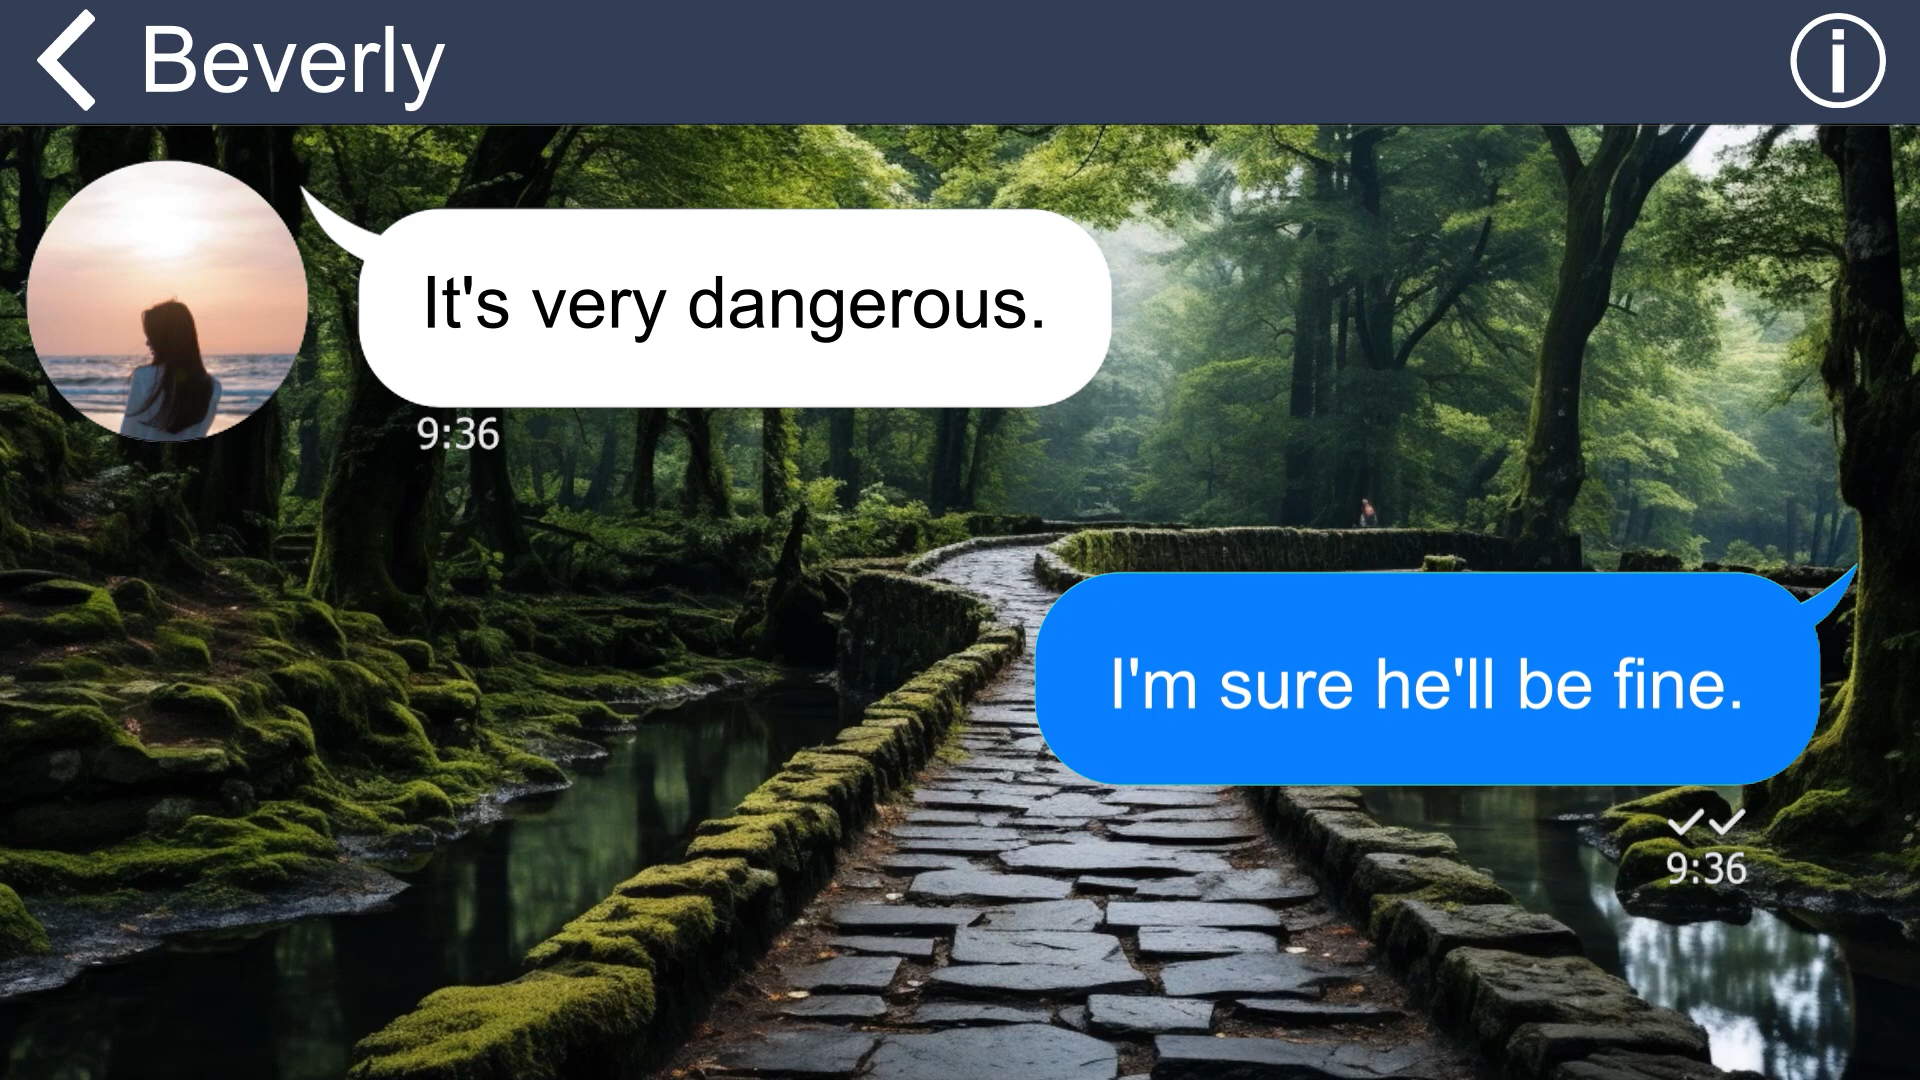 Beverly
It's very dangerous.
9:36
I'm sure he'll be fine.
9:36